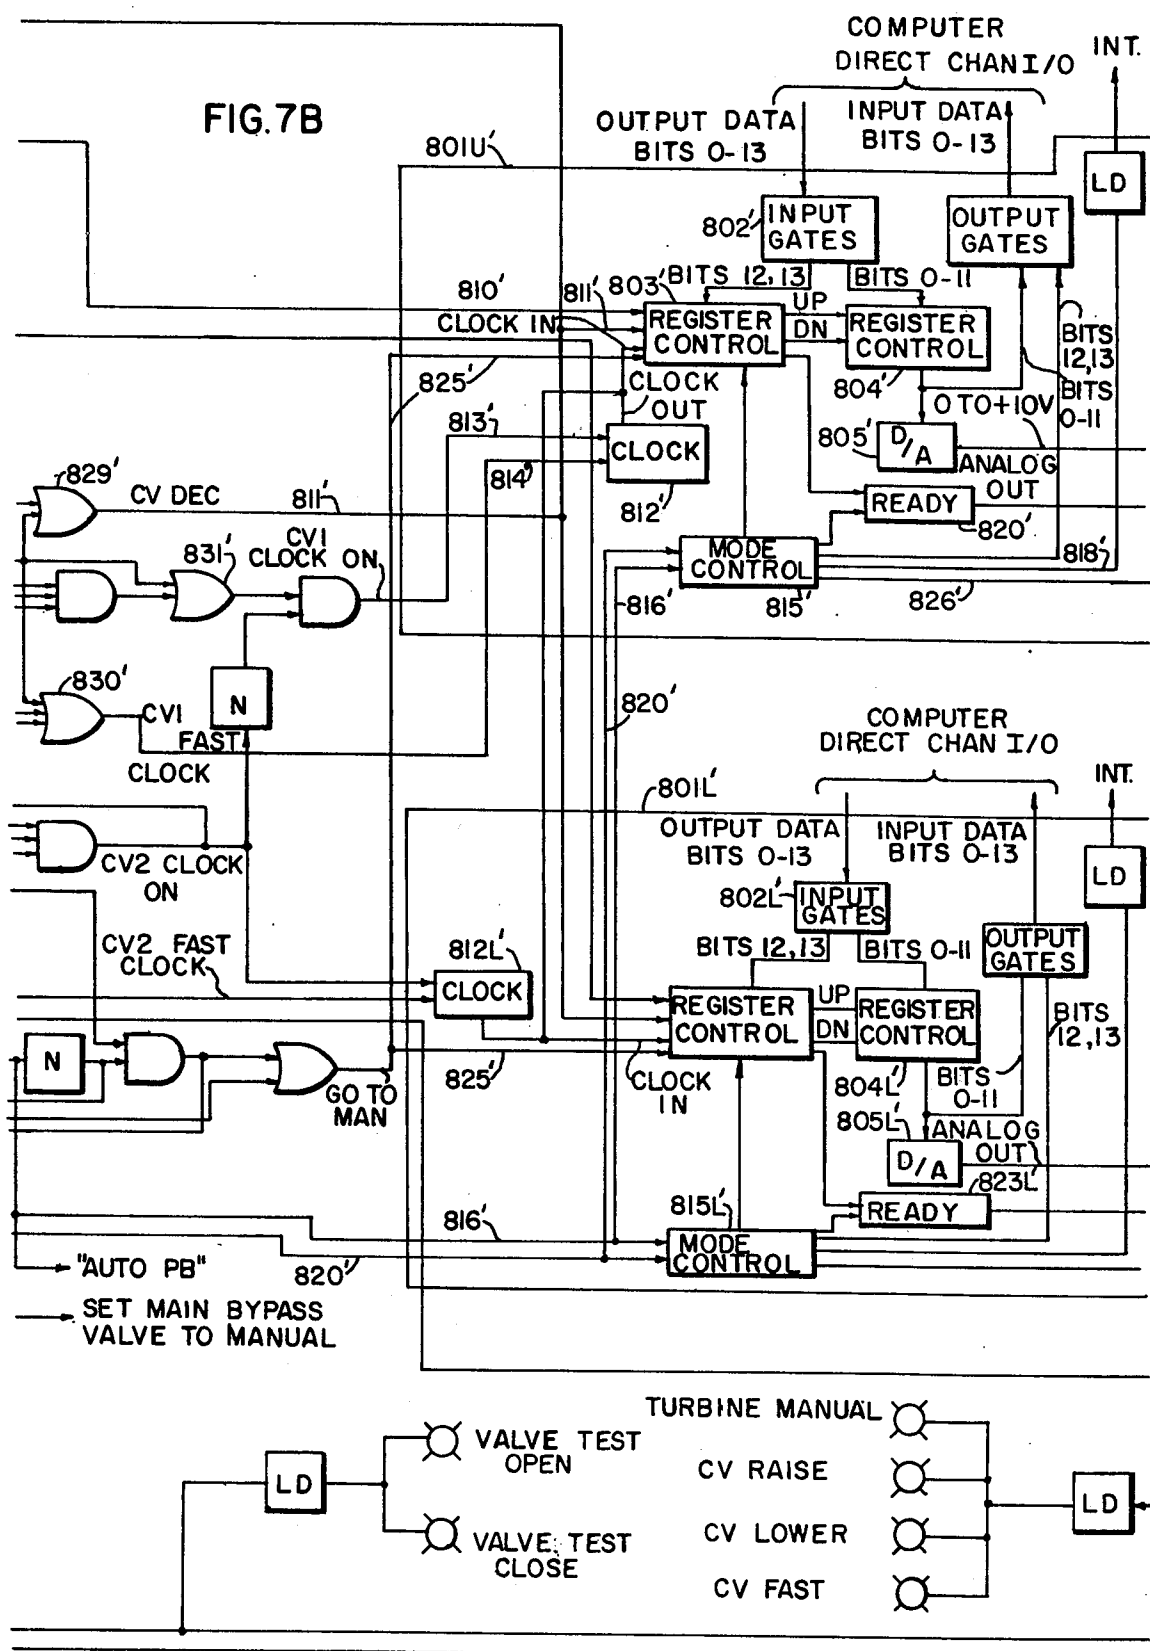 COMPUTER
DIRECT CHAN I/O
INT.
FIG. 7B
OUTPUT DATA
BITS 0-13
INPUT DATA
BITS 0-13
801U'
LD
802'
INPUT
GATES
OUTPUT
GATES
810'
811'
803'
BITS 12, 13
BITS 0-11
UP
DN
CLOCK IN
REGISTER
CONTROL
REGISTER
CONTROL
BITS
12,13
825'
CLOCK
OUT
804'
BITS
0-11
0 TO +10V
813'
805'
D/A
814'
CLOCK
ANALOG
OUT
829'
CV DEC
811'
812'
READY
820'
831'
CV1
CLOCK ON
MODE
CONTROL
818'
816'
815'
826'
830'
N
820'
CV1
FAST
CLOCK
COMPUTER
DIRECT CHAN I/O
INT.
801L'
OUTPUT DATA
BITS 0-13
INPUT DATA
BITS 0-13
CV2 CLOCK
ON
LD
802L'
INPUT
GATES
OUTPUT
GATES
CV2 FAST
CLOCK
812L'
BITS 12, 13
BITS 0-11
CLOCK
REGISTER
CONTROL
UP
DN
REGISTER
CONTROL
BITS
12,13
N
825'
CLOCK
IN
GO TO
MAN
804L'
BITS
0-11
805L'
ANALOG
OUT
D/A
823L'
816'
815L'
READY
MODE
CONTROL
"AUTO PB"
820'
SET MAIN BYPASS
VALVE TO MANUAL
TURBINE MANUAL
VALVE TEST
OPEN
CV RAISE
LD
LD
CV LOWER
VALVE TEST
CLOSE
CV FAST